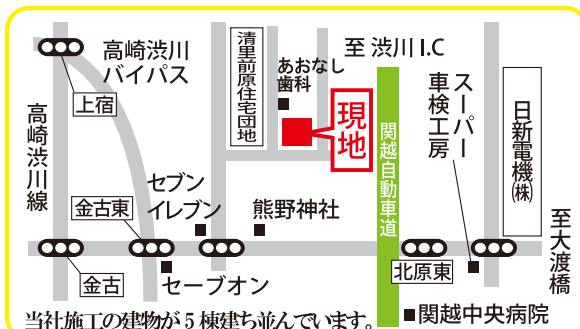 高崎渋川
バイパス
上宿
高崎渋川線
清里前原住宅団地
あおなし
歯科
至 渋川 I.C
現地
関越自動車道
スーパー
車検工房
日新電機㈱
至大渡橋
セブン
イレブン
金古東
熊野神社
金古
セーブオン
北原東
関越中央病院
当社施工の建物が5棟建ち並んでいます。